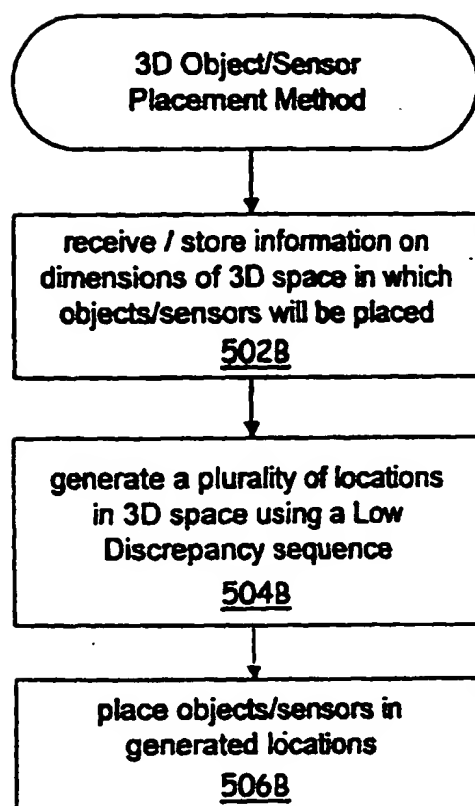 3D Object/Sensor
Placement Method
receive / store information on
dimensions of 3D space in which
objects/sensors will be placed
502B
generate a plurality of locations
in 3D space using a Low
Discrepancy sequence
504B
place objects/sensors in
generated locations
506B